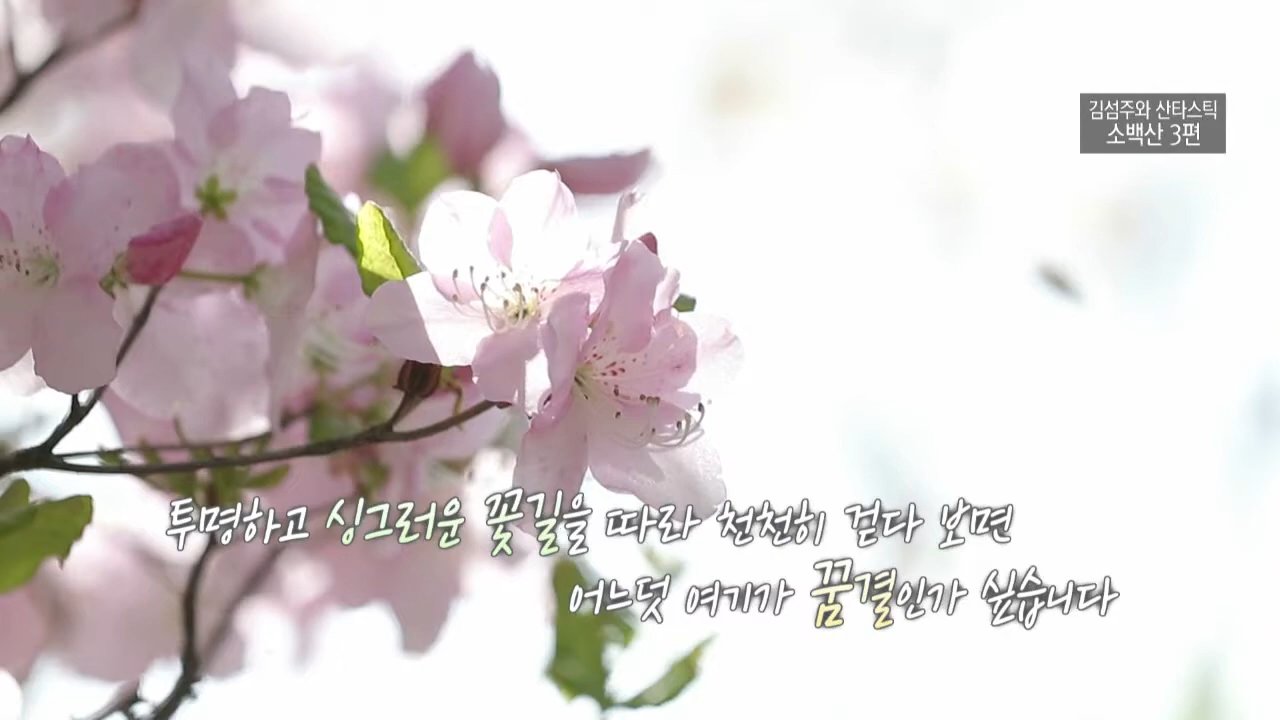 김섬주와 산타스틱
소백산 3편
투명하고 싱그러운 꽃길을 따라 천천히 걷다 보면
어느덧 여기가 꿈결인가 싶습니다